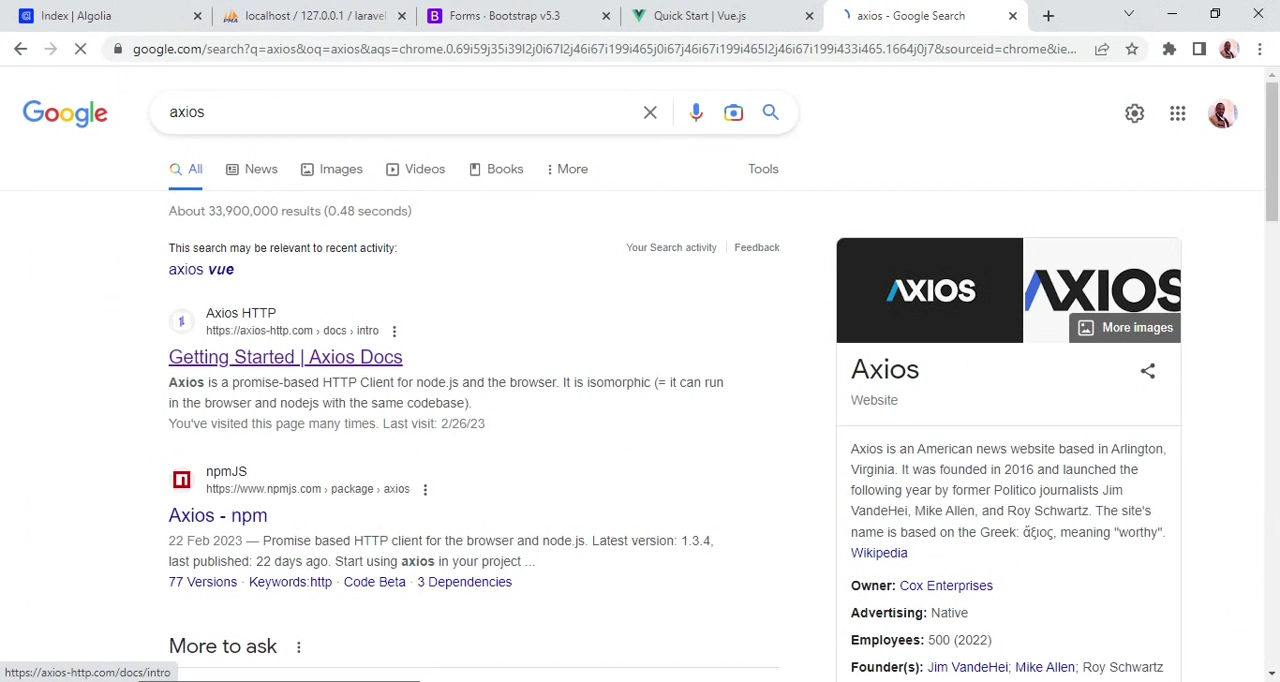 Index | Algolia
localhost / 127.0.0.1 / laravel
Forms · Bootstrap v5.3
Quick Start | Vue.js
axios - Google Search
google.com/search?q=axios&oq=axios&aqs=chrome.0.69i59j35i39l2j0i67l2j46i67i199i465j0i67j46i67i199i465l2j46i67i199i433i465.1664j0j7&sourceid=chrome&ie...
Google
axios
All
News
Images
Videos
Books
More
Tools
About 33,900,000 results (0.48 seconds)
This search may be relevant to recent activity:
Your Search activity
Feedback
axios vue
Axios HTTP
https://axios-http.com › docs › intro
Getting Started | Axios Docs
Axios is a promise-based HTTP Client for node.js and the browser. It is isomorphic (= it can run
in the browser and nodejs with the same codebase).
You've visited this page many times. Last visit: 2/26/23
npmJS
https://www.npmjs.com › package › axios
Axios - npm
22 Feb 2023 — Promise based HTTP client for the browser and node.js. Latest version: 1.3.4,
last published: 22 days ago. Start using axios in your project ...
77 Versions · Keywords:http · Code Beta · 3 Dependencies
More to ask
AXIOS
AXIOS
More images
Axios
Website
Axios is an American news website based in Arlington,
Virginia. It was founded in 2016 and launched the
following year by former Politico journalists Jim
VandeHei, Mike Allen, and Roy Schwartz. The site's
name is based on the Greek: ἄξιος, meaning "worthy".
Wikipedia
Owner: Cox Enterprises
Advertising: Native
Employees: 500 (2022)
Founder(s): Jim VandeHei; Mike Allen; Roy Schwartz
https://axios-http.com/docs/intro